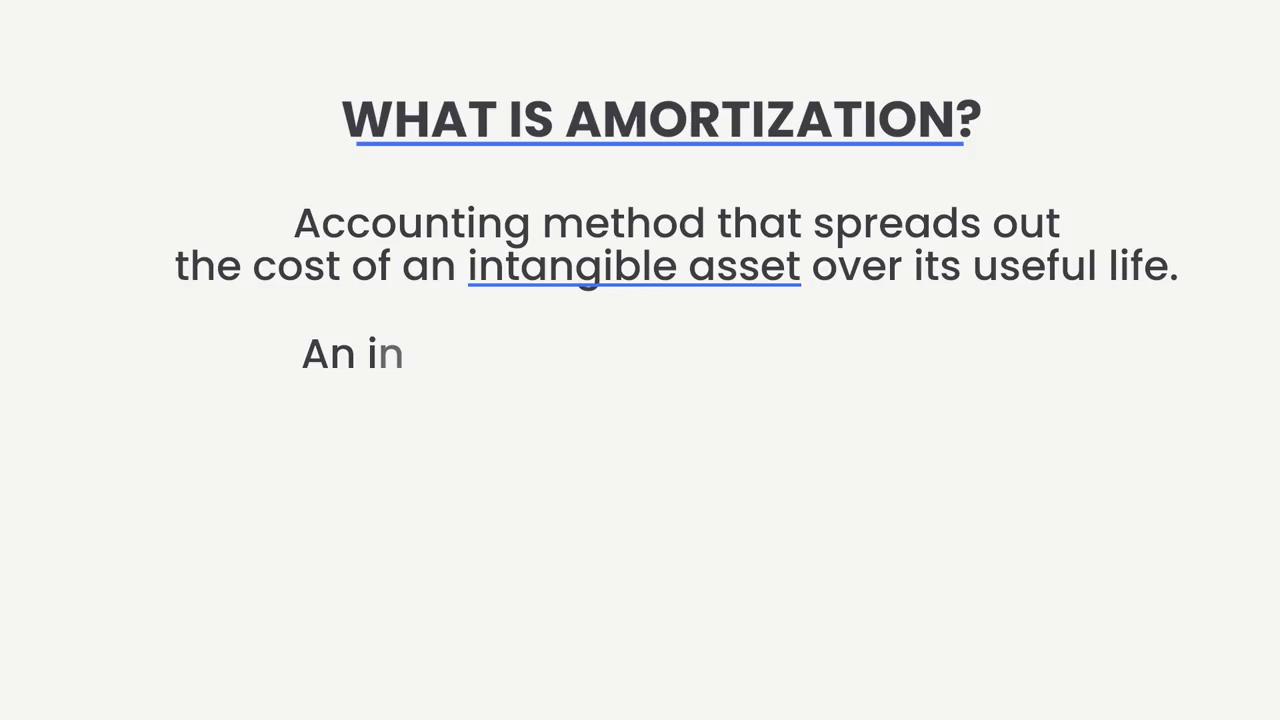 WHAT IS AMORTIZATION?
Accounting method that spreads out
the cost of an intangible asset over its useful life.
An in